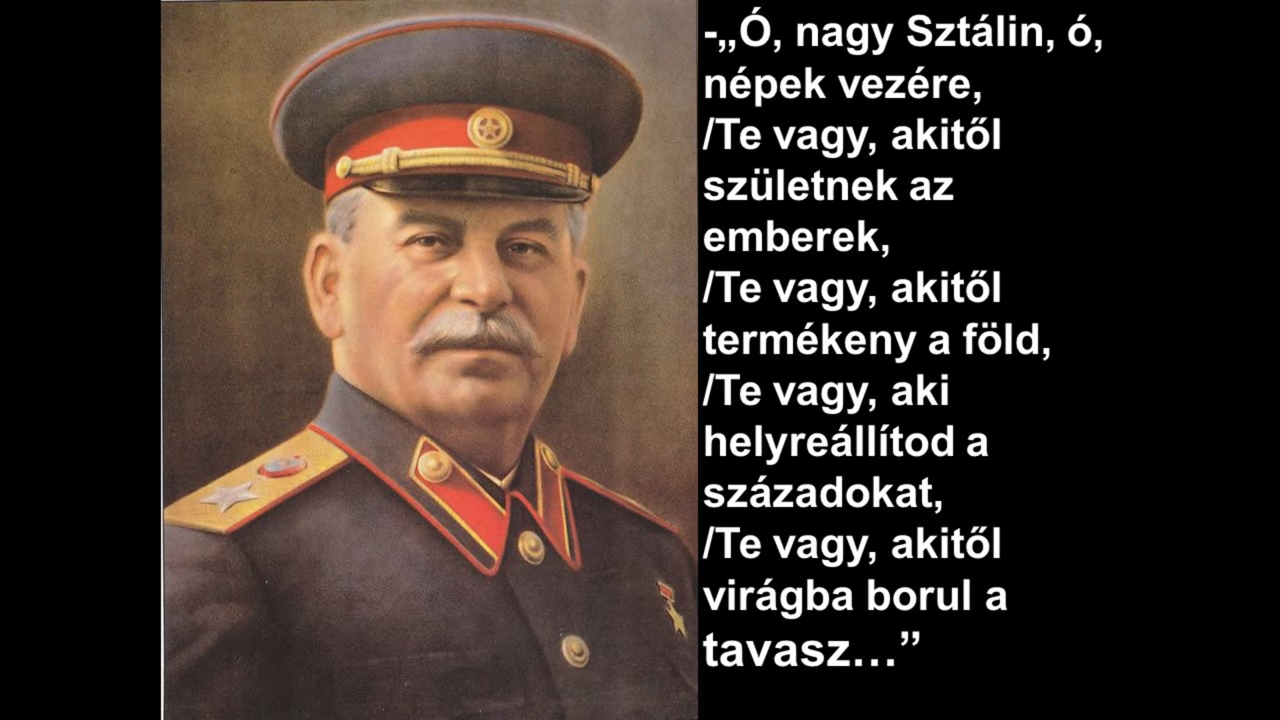 -„Ó, nagy Sztálin, ó,
népek vezére,
/Te vagy, akitől
születnek az
emberek,
/Te vagy, akitől
termékeny a föld,
/Te vagy, aki
helyreállítod a
századokat,
/Te vagy, akitől
virágba borul a
tavasz…”